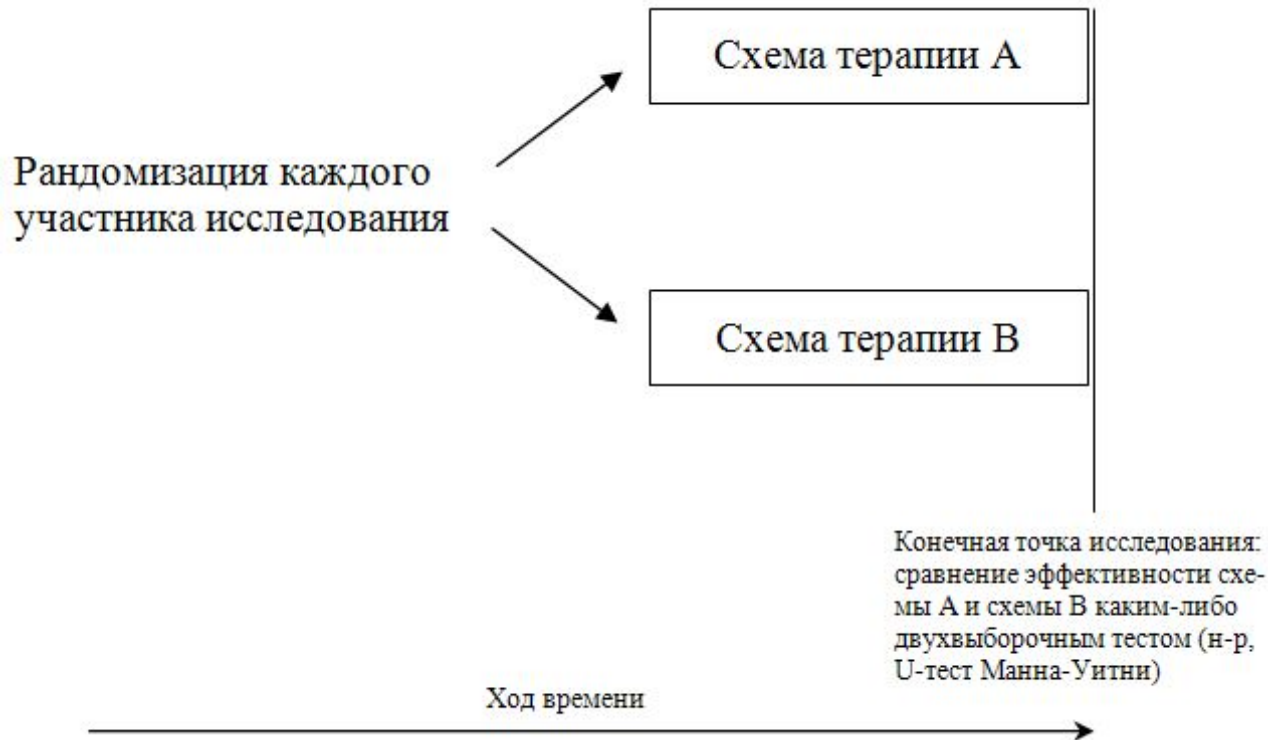 Схема терапии А
Рандомизация каждого
участника исследования
Схема терапии В
Конечная точка исследования:
сравнение эффективности схе-
мы А и схемы В каким-либо
двухвыборочным тестом (н-р,
U-тест Манна-Уитни)
Ход времени